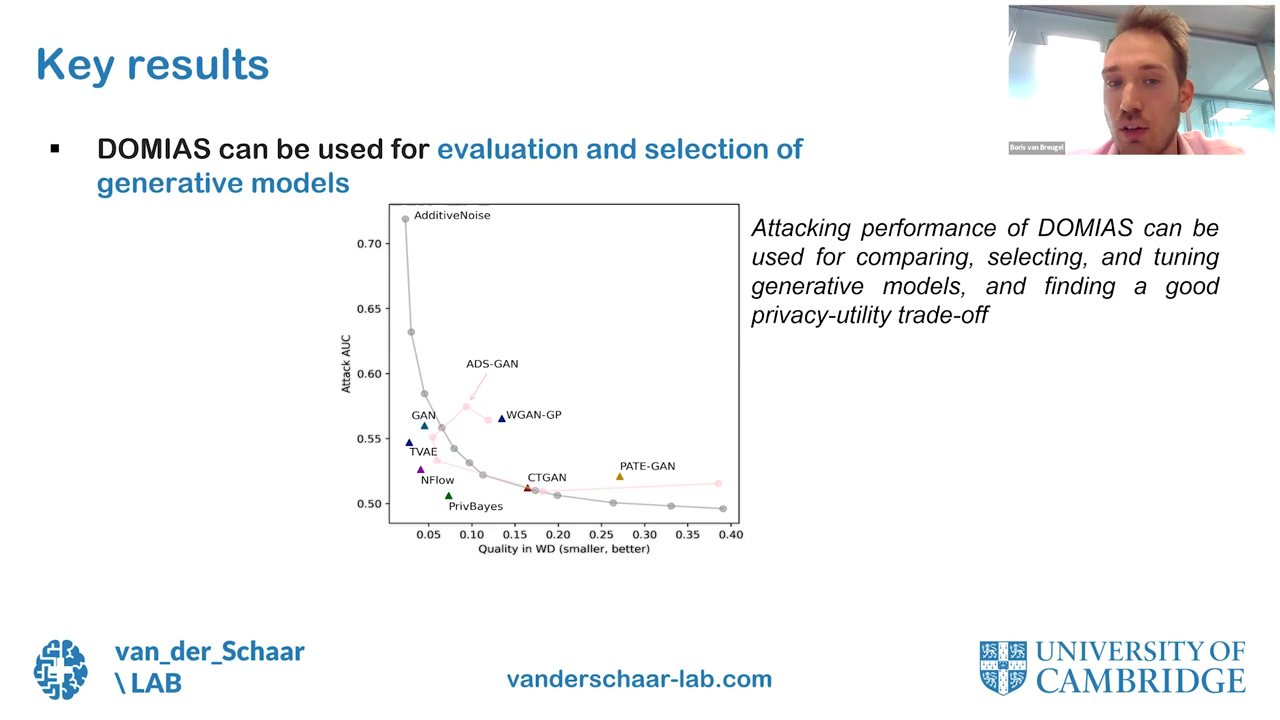 Key results
Boris van Breugel
▪ DOMIAS can be used for evaluation and selection of
generative models
Attacking performance of DOMIAS can be
used for comparing, selecting, and tuning
generative models, and finding a good
privacy-utility trade-off
AdditiveNoise
0.70
0.65
Attack AUC
0.60
ADS-GAN
GAN
WGAN-GP
0.55
TVAE
PATE-GAN
NFlow
CTGAN
0.50
PrivBayes
0.05 0.10 0.15 0.20 0.25 0.30 0.35 0.40
Quality in WD (smaller, better)
van_der_Schaar
\ LAB
vanderschaar-lab.com
UNIVERSITY OF
CAMBRIDGE